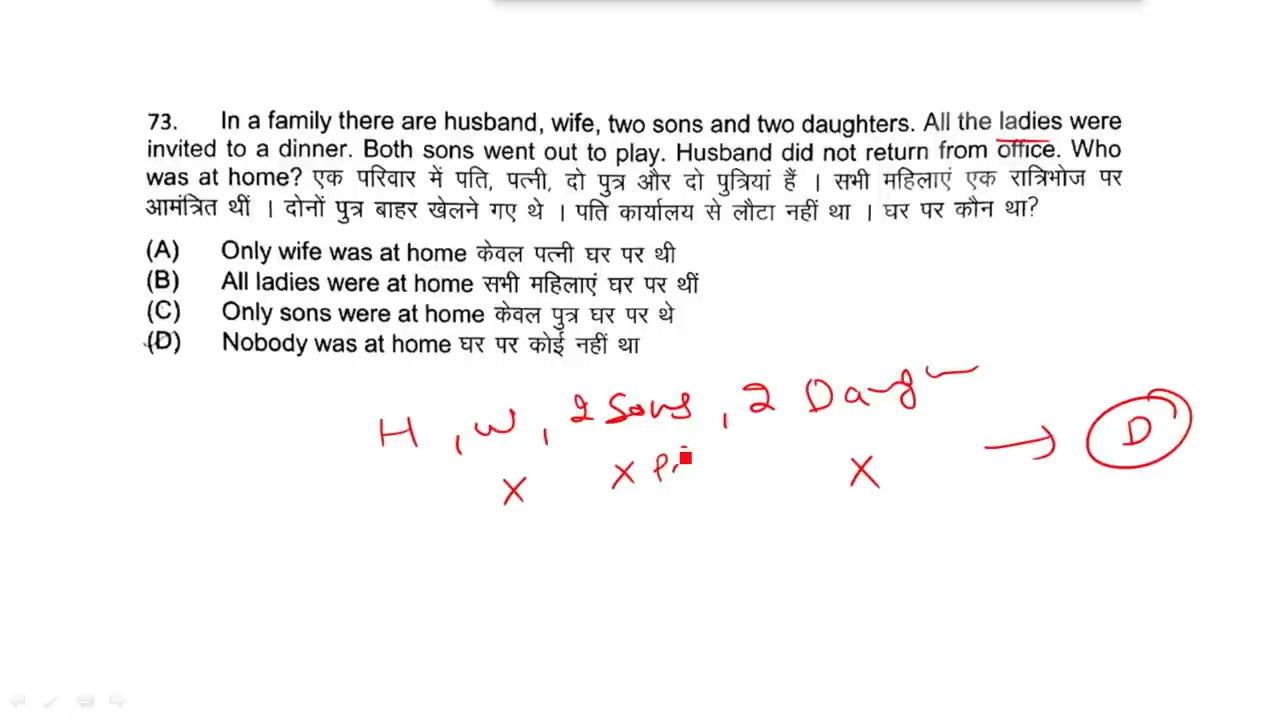 73. In a family there are husband, wife, two sons and two daughters. All the ladies were
invited to a dinner. Both sons went out to play. Husband did not return from office. Who
was at home? एक परिवार में पति, पत्नी, दो पुत्र और दो पुत्रियां हैं । सभी महिलाएं एक रात्रिभोज पर
आमंत्रित थीं । दोनों पुत्र बाहर खेलने गए थे । पति कार्यालय से लौटा नहीं था । घर पर कौन था?
(A) Only wife was at home केवल पत्नी घर पर थी
(B) All ladies were at home सभी महिलाएं घर पर थीं
(C) Only sons were at home केवल पुत्र घर पर थे
(D) Nobody was at home घर पर कोई नहीं था
H, W, 2 Sons, 2
X X X
D